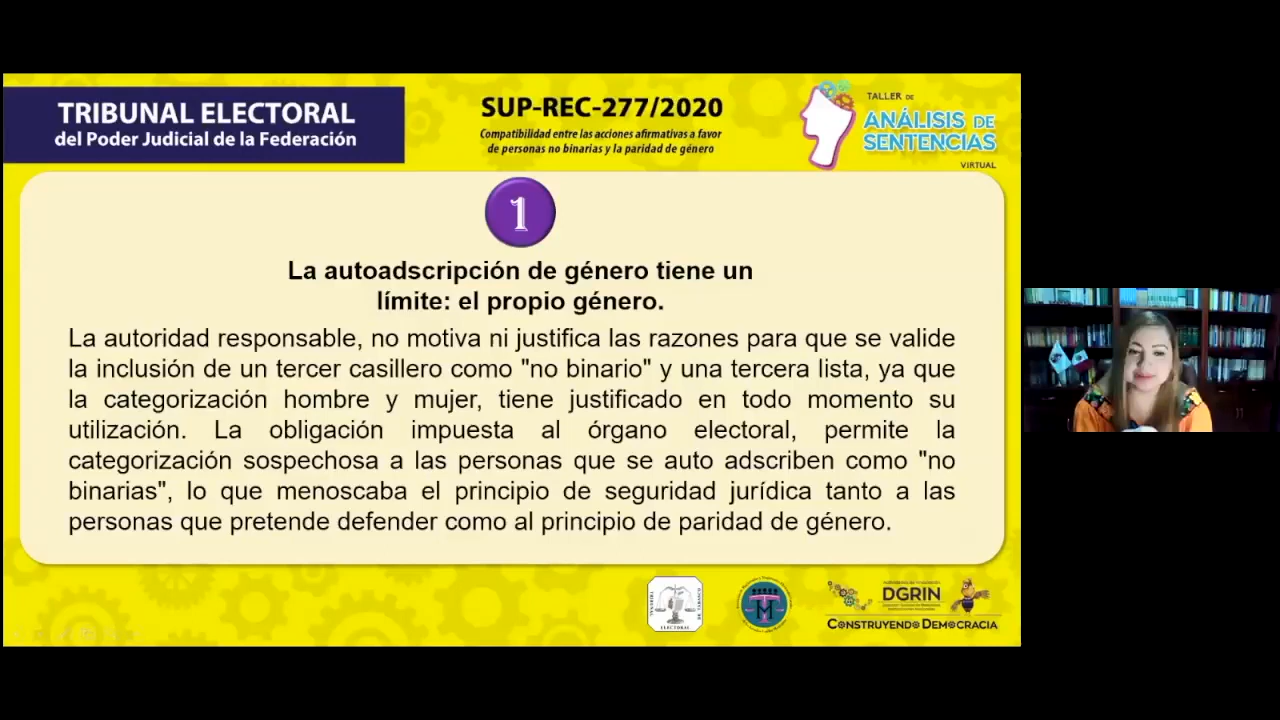 TRIBUNAL ELECTORAL
del Poder Judicial de la Federación
SUP-REC-277/2020
Compatibilidad entre las acciones afirmativas a favor
de personas no binarias y la paridad de género
TALLER DE
ANÁLISIS DE
SENTENCIAS
VIRTUAL
1
La autoadscripción de género tiene un
límite: el propio género.
La autoridad responsable, no motiva ni justifica las razones para que se valide
la inclusión de un tercer casillero como "no binario" y una tercera lista, ya que
la categorización hombre y mujer, tiene justificado en todo momento su
utilización. La obligación impuesta al órgano electoral, permite la
categorización sospechosa a las personas que se auto adscriben como "no
binarias", lo que menoscaba el principio de seguridad jurídica tanto a las
personas que pretende defender como al principio de paridad de género.
TRIBUNAL
ELECTORAL
DE TABASCO
DGRIN
CONSTRUYENDO DEMOCRACIA